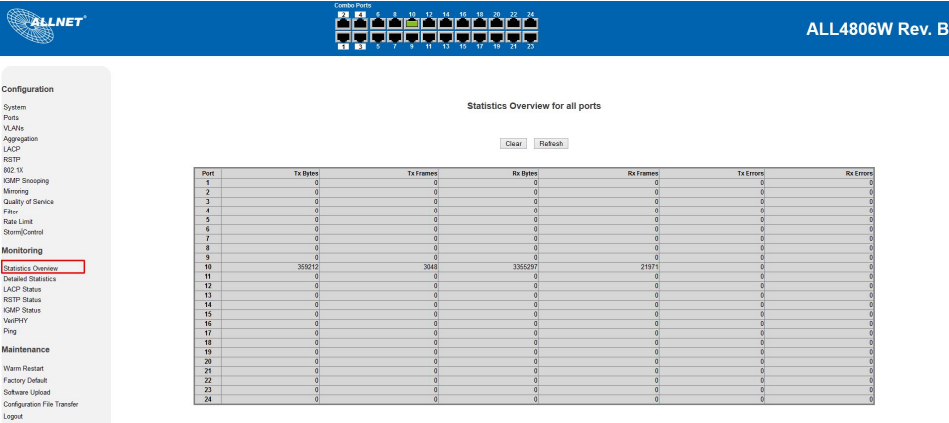 ALLNET®
Combo Ports
2 4 6 8 10 12 14 16 18 20 22 24
1 3 5 7 9 11 13 15 17 19 21 23
ALL4806W Rev. B
Configuration
System
Ports
VLANs
Aggregation
LACP
RSTP
802.1X
IGMP Snooping
Mirroring
Quality of Service
Filter
Rate Limit
Storm|Control
Monitoring
Statistics Overview
Detailed Statistics
LACP Status
RSTP Status
IGMP Status
VeriPHY
Ping
Maintenance
Warm Restart
Factory Default
Software Upload
Configuration File Transfer
Logout
Statistics Overview for all ports
Clear Refresh
Port Tx Bytes Tx Frames Rx Bytes Rx Frames Tx Errors Rx Errors
1 0 0 0 0 0 0
2 0 0 0 0 0 0
3 0 0 0 0 0 0
4 0 0 0 0 0 0
5 0 0 0 0 0 0
6 0 0 0 0 0 0
7 0 0 0 0 0 0
8 0 0 0 0 0 0
9 0 0 0 0 0 0
10 359212 3048 3355297 21971 0 0
11 0 0 0 0 0 0
12 0 0 0 0 0 0
13 0 0 0 0 0 0
14 0 0 0 0 0 0
15 0 0 0 0 0 0
16 0 0 0 0 0 0
17 0 0 0 0 0 0
18 0 0 0 0 0 0
19 0 0 0 0 0 0
20 0 0 0 0 0 0
21 0 0 0 0 0 0
22 0 0 0 0 0 0
23 0 0 0 0 0 0
24 0 0 0 0 0 0